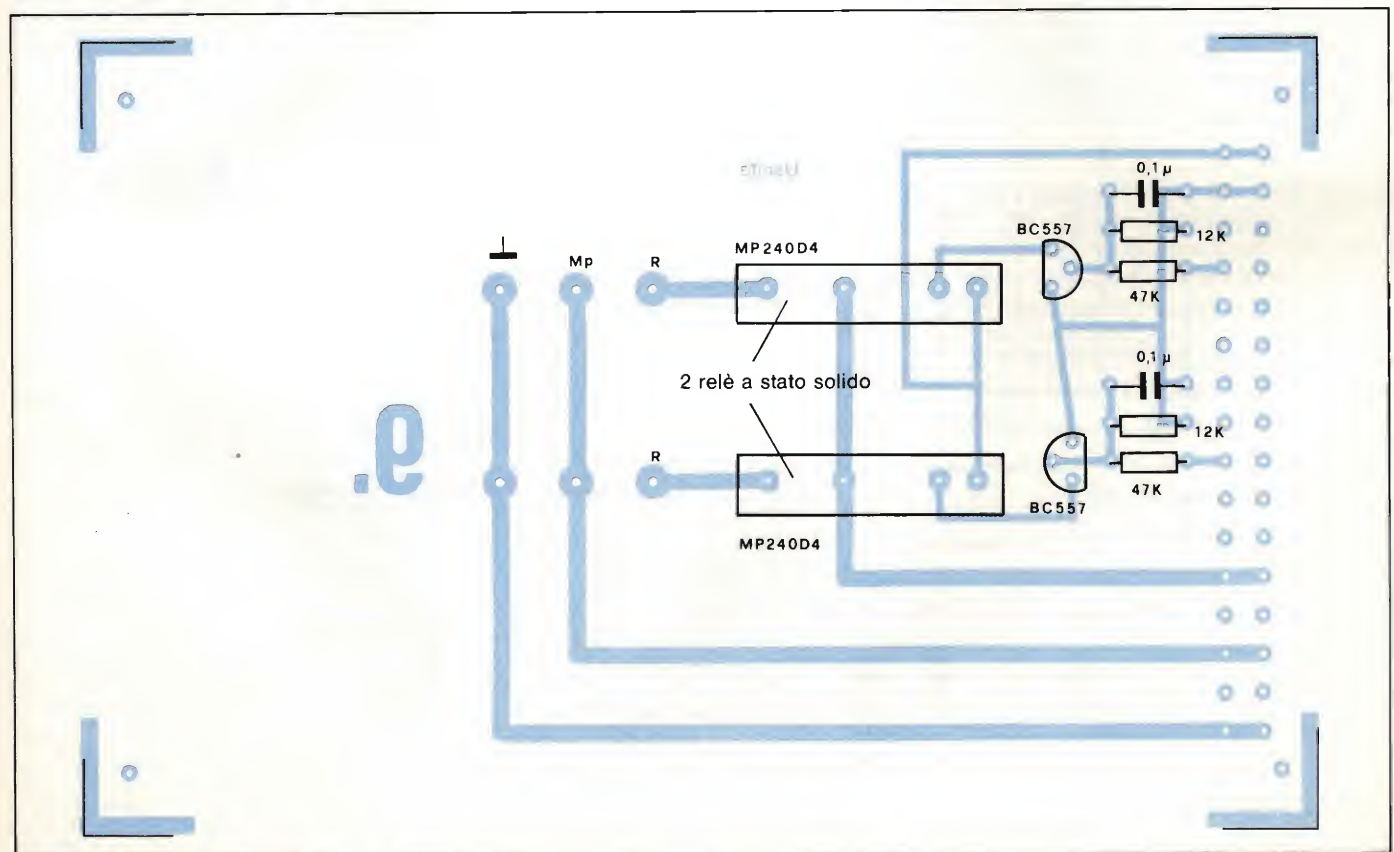 0,1 µ
BC557
12K
MP240D4
Mp
R
47K
2 relè a stato solido
0,1 µ
12K
R
47K
BC557
MP240D4
9.